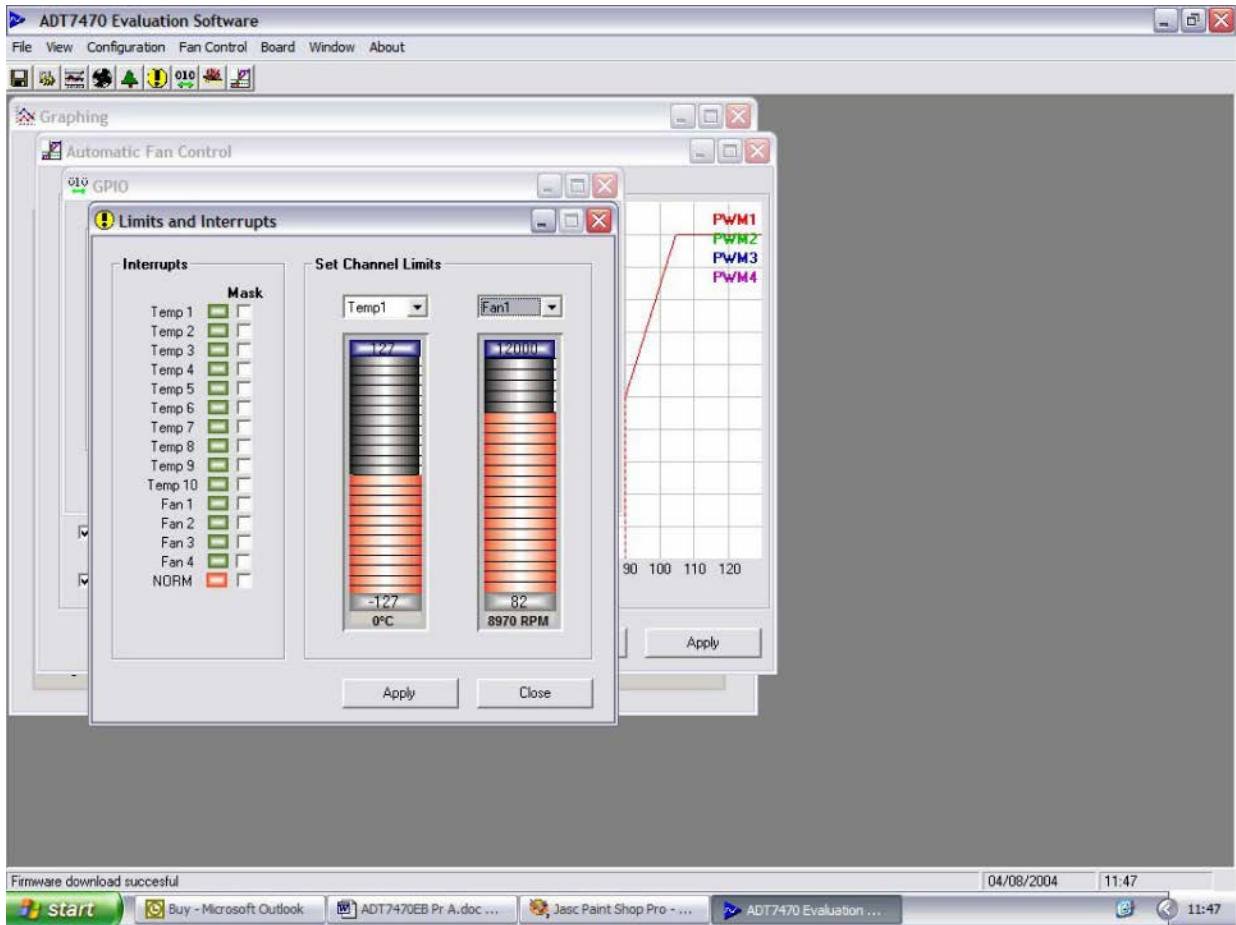 ADT7470 Evaluation Software
File View Configuration Fan Control Board Window About
Graphing
Automatic Fan Control
GPIO
Limits and Interrupts
Interrupts
Mask
Temp 1
Temp 2
Temp 3
Temp 4
Temp 5
Temp 6
Temp 7
Temp 8
Temp 9
Temp 10
Fan 1
Fan 2
Fan 3
Fan 4
NORM
Set Channel Limits
Temp1 Fan1
127 12000
-127 82
0°C 8970 RPM
Apply Close
PWM1
PWM2
PWM3
PWM4
90 100 110 120
Apply
Firmware download succesful 04/08/2004 11:47
start Buy - Microsoft Outlook ADT7470EB Pr A.doc ... Jasc Paint Shop Pro - ... ADT7470 Evaluation ... 11:47